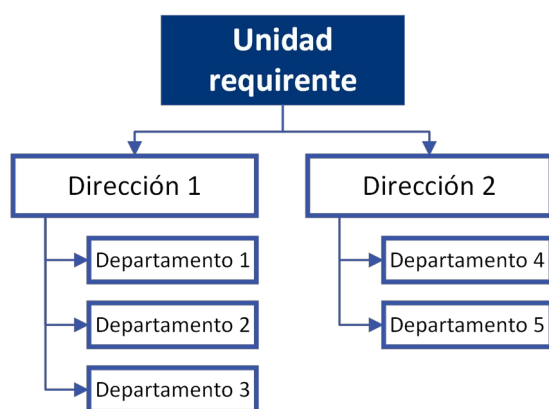 Unidad
requirente
Dirección 1
Departamento 1
Departamento 2
Departamento 3
Dirección 2
Departamento 4
Departamento 5